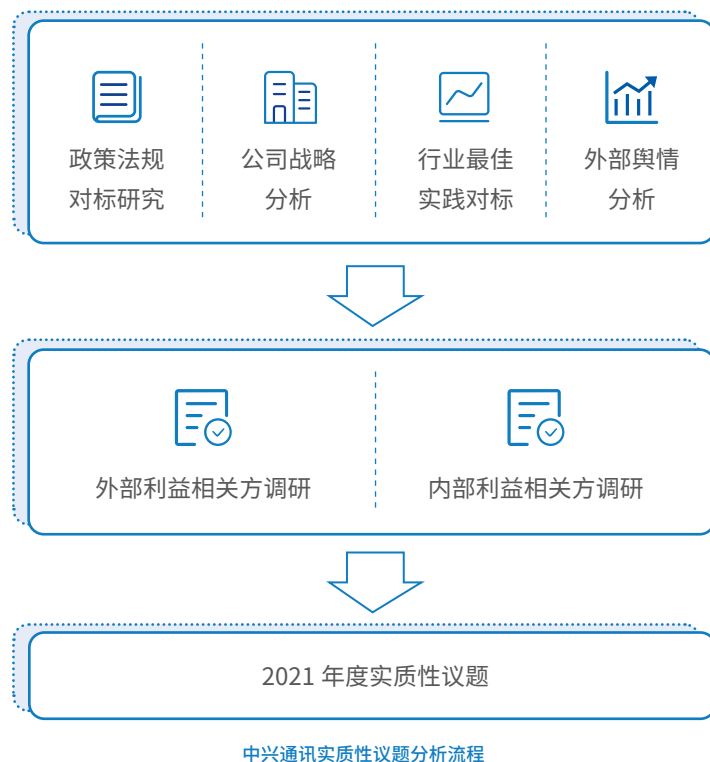 政策法规
对标研究
公司战略
分析
行业最佳
实践对标
外部舆情
分析
外部利益相关方调研
内部利益相关方调研
2021 年度实质性议题
中兴通讯实质性议题分析流程